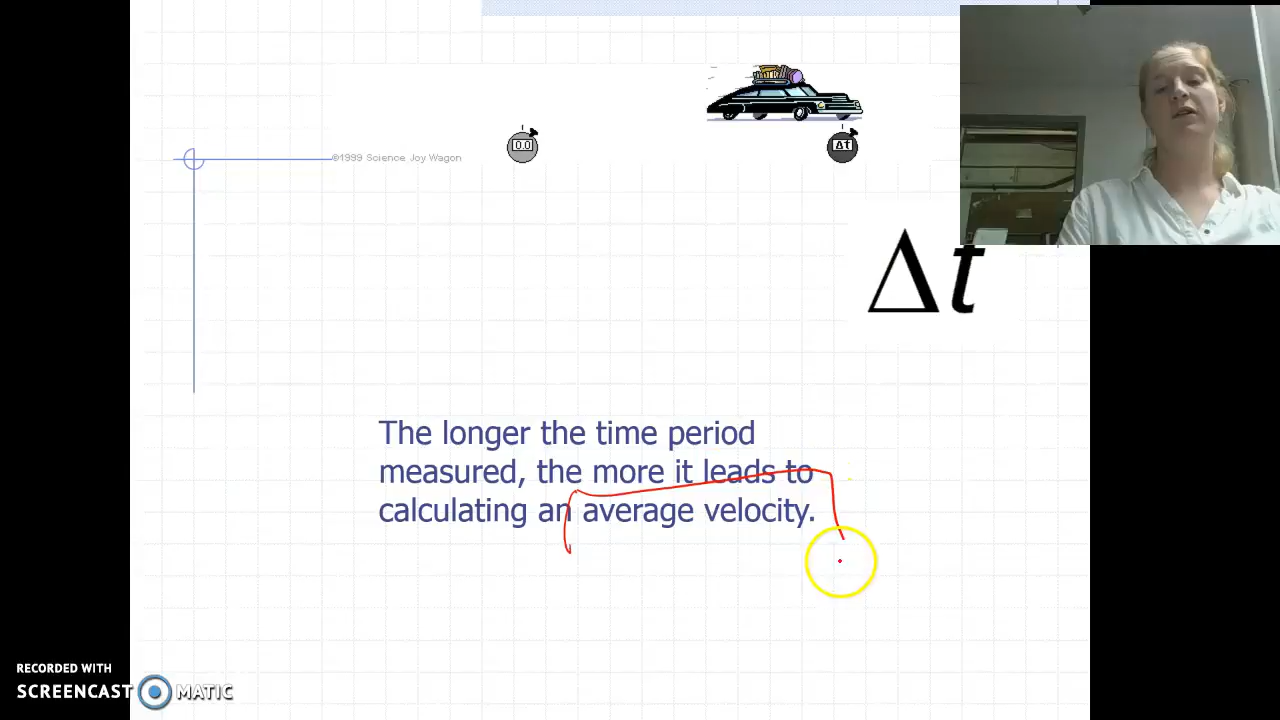 0.0
Δt
©1999 Science Joy Wagon
Δt
The longer the time period
measured, the more it leads to
calculating an average velocity.
RECORDED WITH
SCREENCAST MATIC